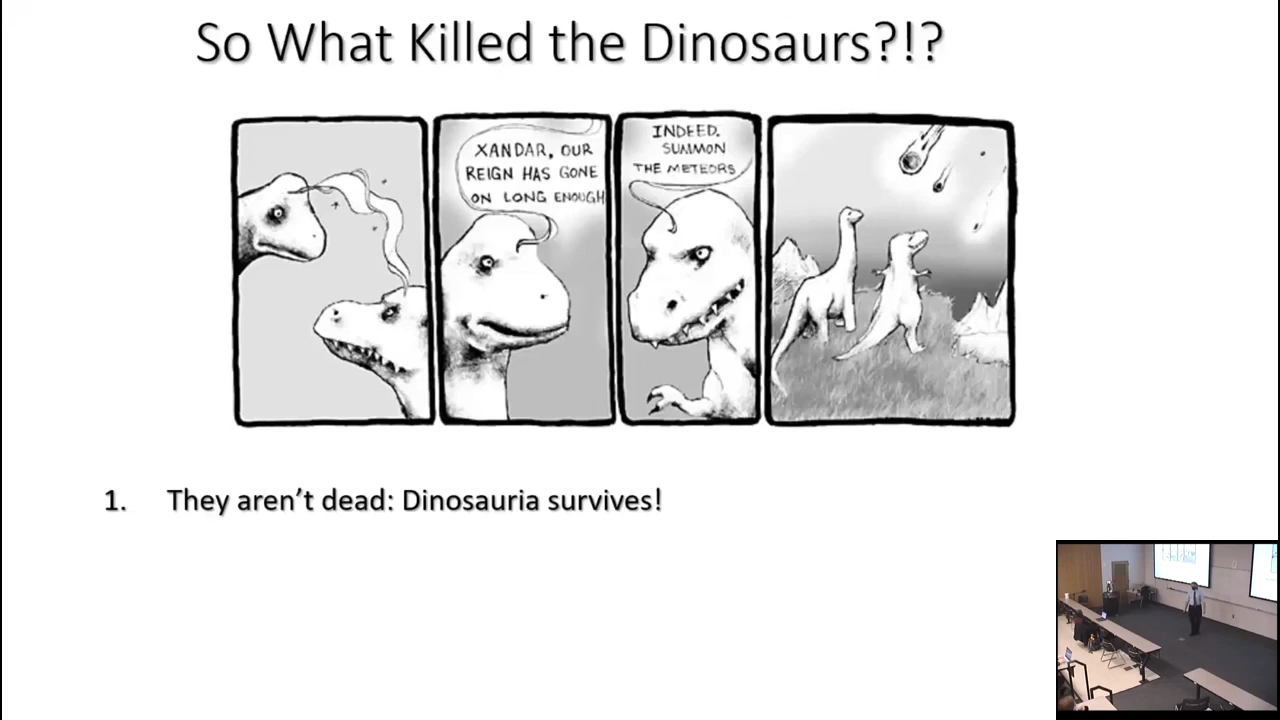 So What Killed the Dinosaurs?!?
XANDAR, OUR
REIGN HAS GONE
ON LONG ENOUGH
INDEED.
SUMMON
THE METEORS
1. They aren't dead: Dinosauria survives!